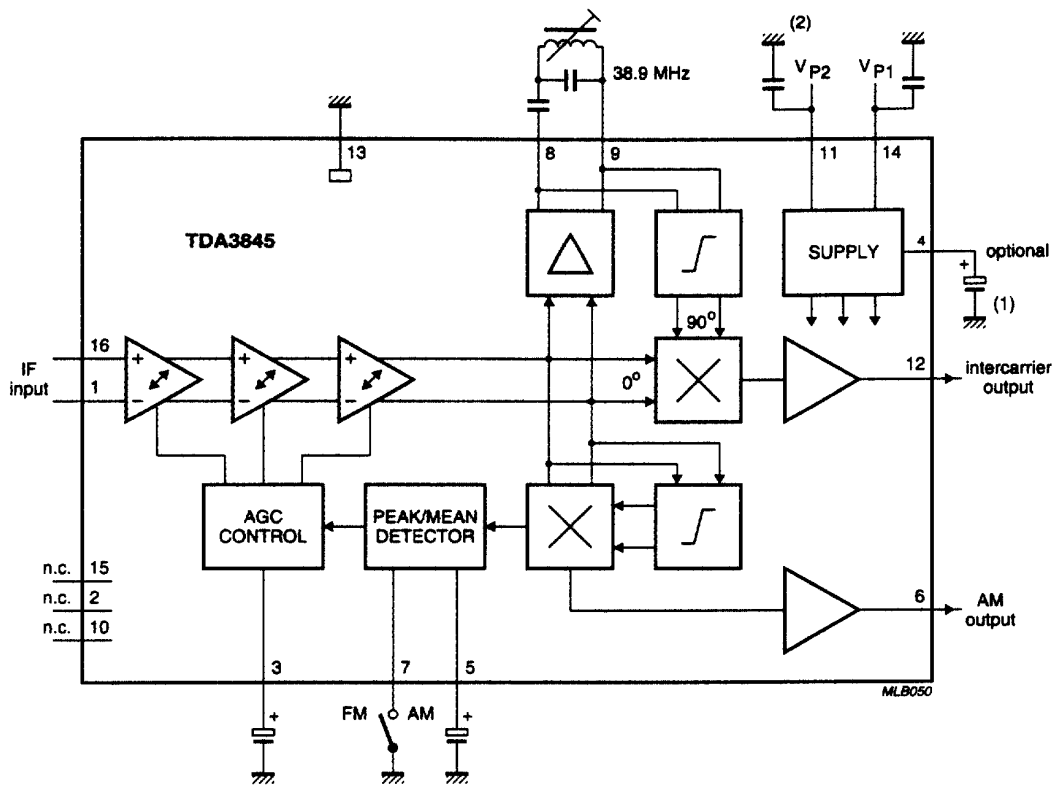 (2)
38.9 MHz
VP2
VP1
13
8
9
11
14
TDA3845
SUPPLY
4
optional
+
(1)
90°
16
IF
input
1
+
−
+
−
+
−
0°
12
intercarrier
output
AGC
CONTROL
PEAK/MEAN
DETECTOR
n.c. 15
n.c. 2
n.c. 10
6
AM
output
3
7
5
MLB050
+
FM
AM
+